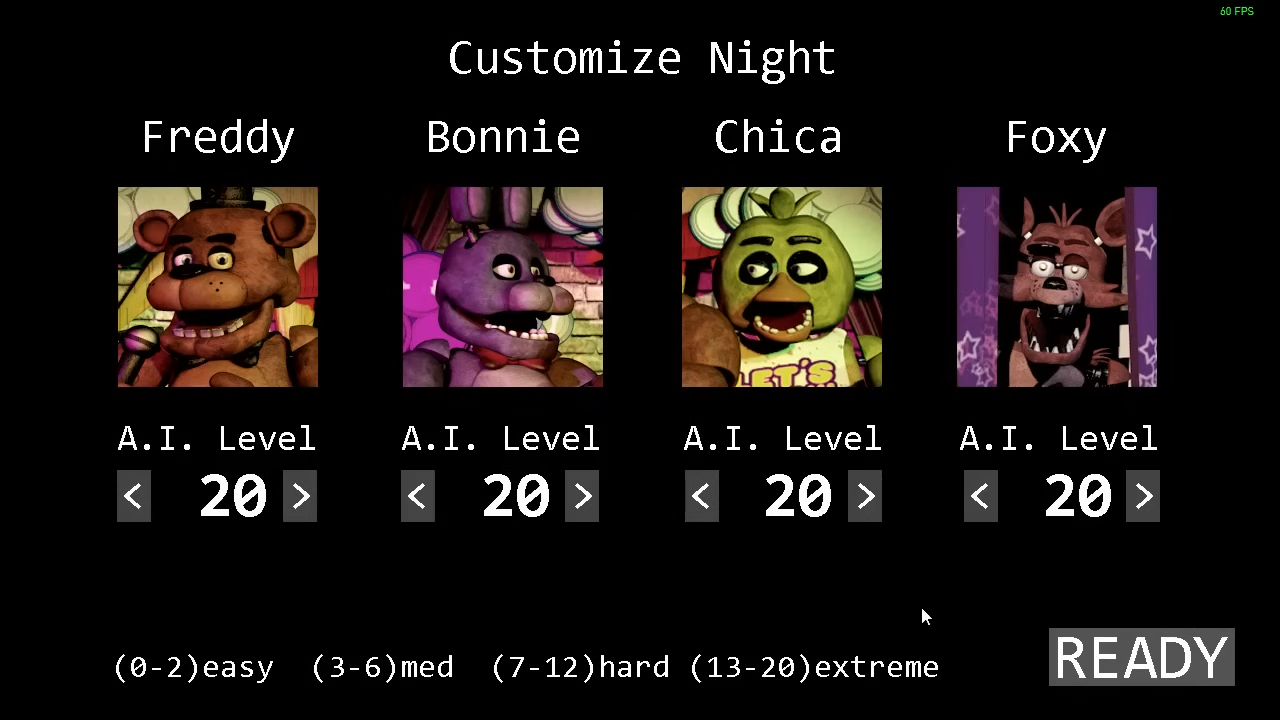 60 FPS
Customize Night
Freddy Bonnie Chica Foxy
LET'S
A.I. Level A.I. Level A.I. Level A.I. Level
< 20 > < 20 > < 20 > < 20 >
(0-2)easy (3-6)med (7-12)hard (13-20)extreme
READY